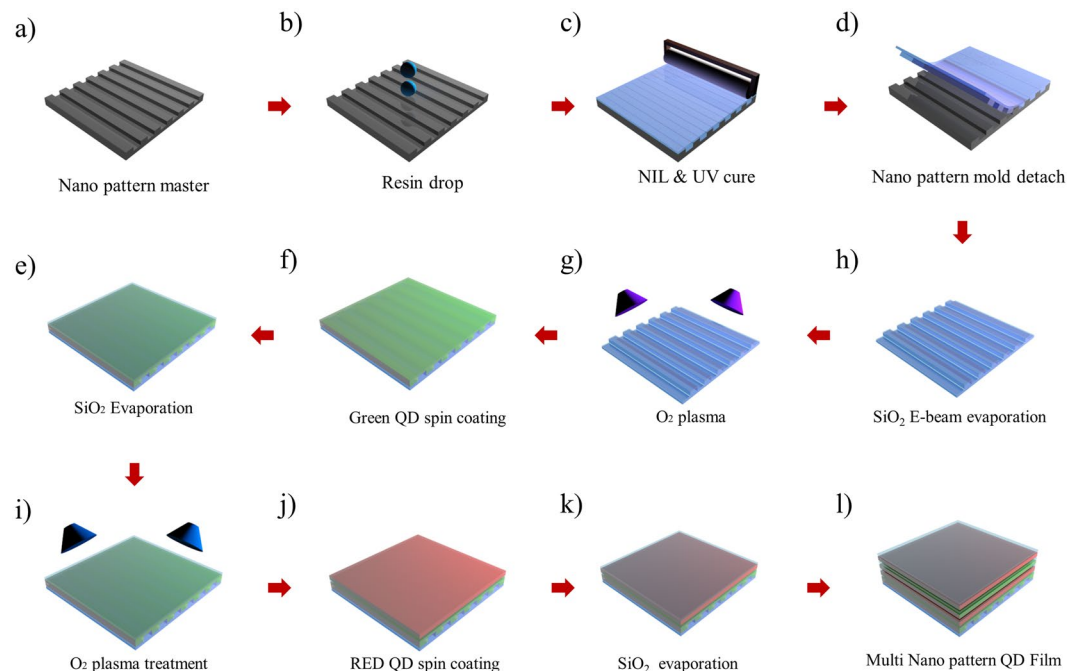 a)
b)
c)
d)
Nano pattern master
Resin drop
NIL & UV cure
Nano pattern mold detach
e)
f)
g)
h)
SiO₂ Evaporation
Green QD spin coating
O₂ plasma
SiO₂ E-beam evaporation
i)
j)
k)
l)
O₂ plasma treatment
RED QD spin coating
SiO₂ evaporation
Multi Nano pattern QD Film